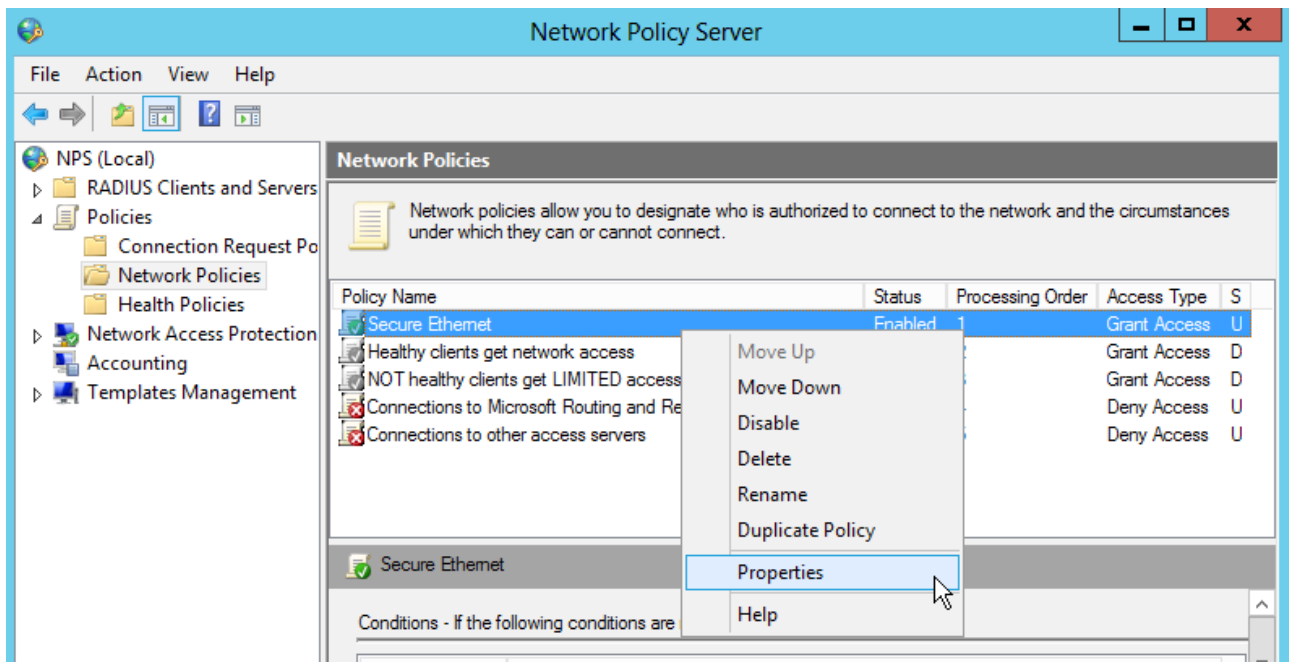 Network Policy Server
File Action View Help
NPS (Local)
RADIUS Clients and Servers
Policies
Connection Request Po
Network Policies
Health Policies
Network Access Protection
Accounting
Templates Management
Network Policies
Network policies allow you to designate who is authorized to connect to the network and the circumstances
under which they can or cannot connect.
Policy Name Status Processing Order Access Type S
Secure Ethernet Enabled 1 Grant Access U
Healthy clients get network access Grant Access D
NOT healthy clients get LIMITED access Grant Access D
Connections to Microsoft Routing and Re Deny Access U
Connections to other access servers Deny Access U
Move Up
Move Down
Disable
Delete
Rename
Duplicate Policy
Properties
Help
Secure Ethernet
Conditions - If the following conditions are